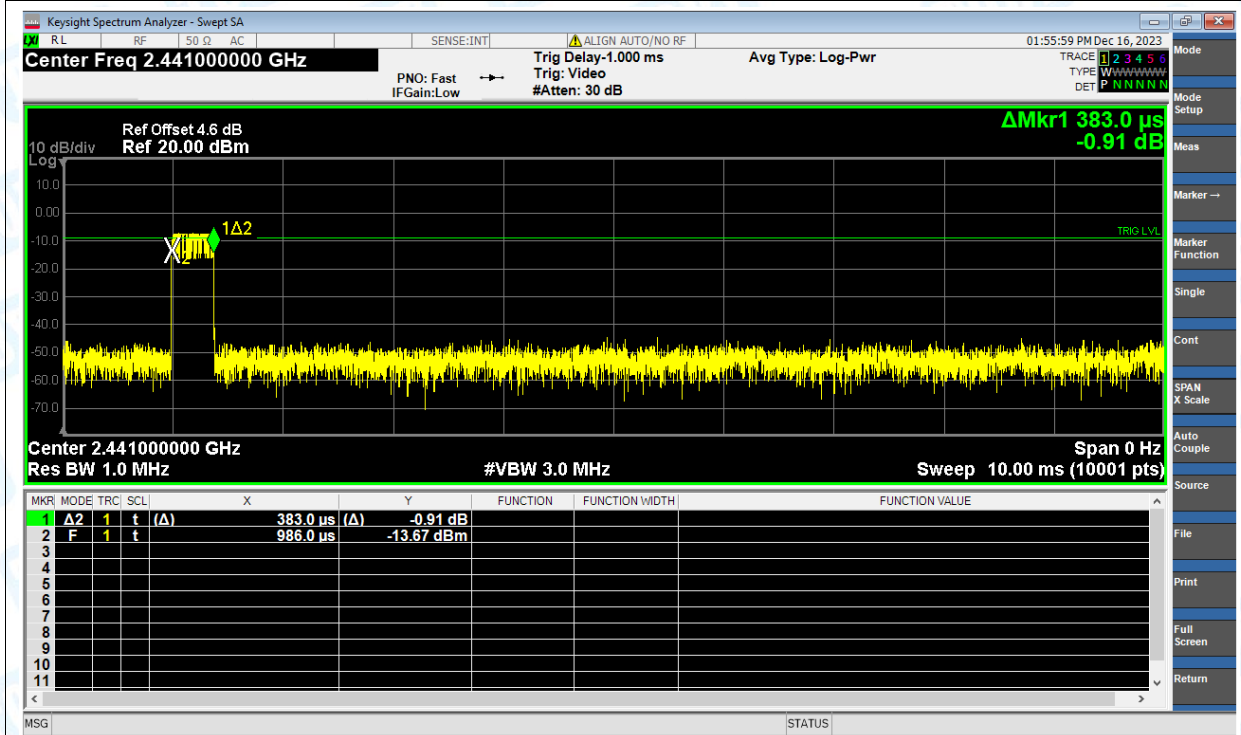 Keysight Spectrum Analyzer - Swept SA
LXI RL RF 50 Ω AC SENSE:INT ALIGN AUTO/NO RF 01:55:59 PM Dec 16, 2023
Center Freq 2.441000000 GHz
PNO: Fast
IFGain:Low
Trig Delay-1.000 ms
Trig: Video
#Atten: 30 dB
Avg Type: Log-Pwr
TRACE 1 2 3 4 5 6
TYPE WWWWWWW
DET P N N N N N
ΔMkr1 383.0 µs
-0.91 dB
Ref Offset 4.6 dB
10 dB/div Ref 20.00 dBm
Log
10.0
0.00
-10.0
-20.0
-30.0
-40.0
-50.0
-60.0
-70.0
1Δ2
2
TRIG LVL
Center 2.441000000 GHz Span 0 Hz
Res BW 1.0 MHz #VBW 3.0 MHz Sweep 10.00 ms (10001 pts)
MKR MODE TRC SCL X Y FUNCTION FUNCTION WIDTH FUNCTION VALUE
1 Δ2 1 t (Δ) 383.0 µs (Δ) -0.91 dB
2 F 1 t 986.0 µs -13.67 dBm
3
4
5
6
7
8
9
10
11
MSG STATUS
Mode
Mode
Setup
Meas
Marker →
Marker
Function
Single
Cont
SPAN
X Scale
Auto
Couple
Source
File
Print
Full
Screen
Return